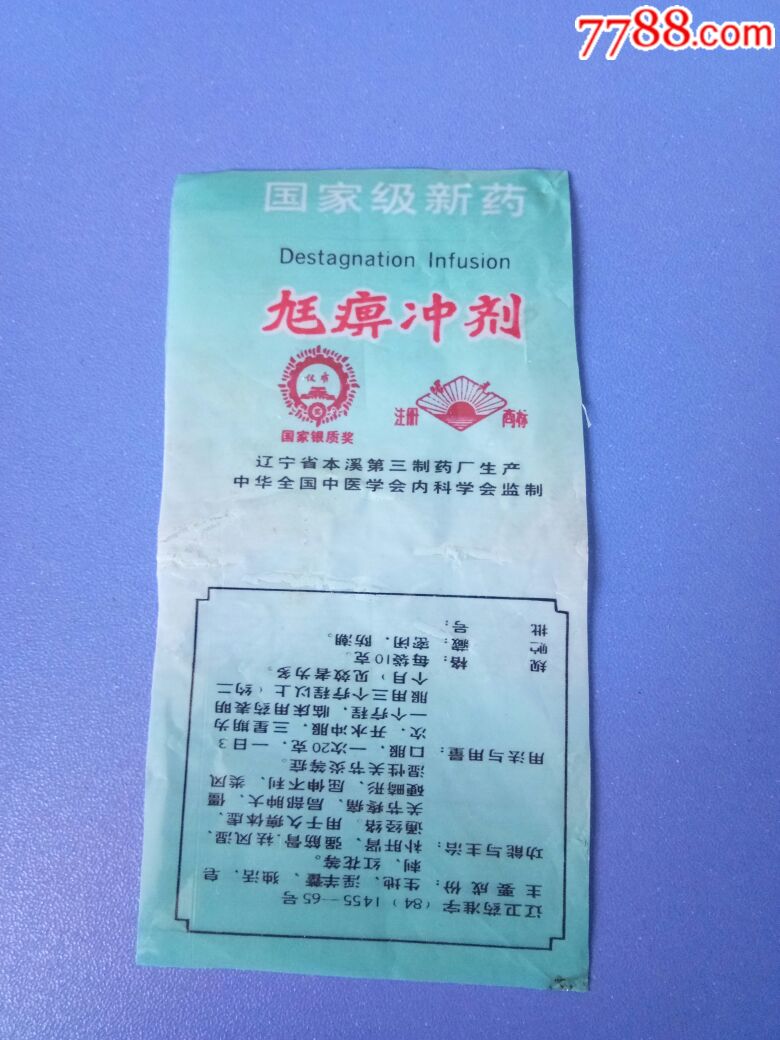 7788.com
国家级新药
Destagnation Infusion
尪痹冲剂
国家银质奖
注册 商标
辽宁省本溪第三制药厂生产
中华全国中医学会内科学会监制
辽卫药准字（84）1455—65号
主要成份：生地、淫羊藿、独活、皂
刺、红花等。
功能与主治：补肝肾、强筋骨.祛风湿、
通经络。用于久痹体虚、
关节疼痛、局部肿大、僵
硬畸形、屈伸不利、类风
湿性关节炎等症。
用法与用量：口服、一次20克．一日3
次．开水冲服．三星期为
一个疗程，临床用药表明
服用三个疗程以上（约二
个月）见效者为多。
规格：每袋10克。
贮藏：密闭、防潮。
批号：